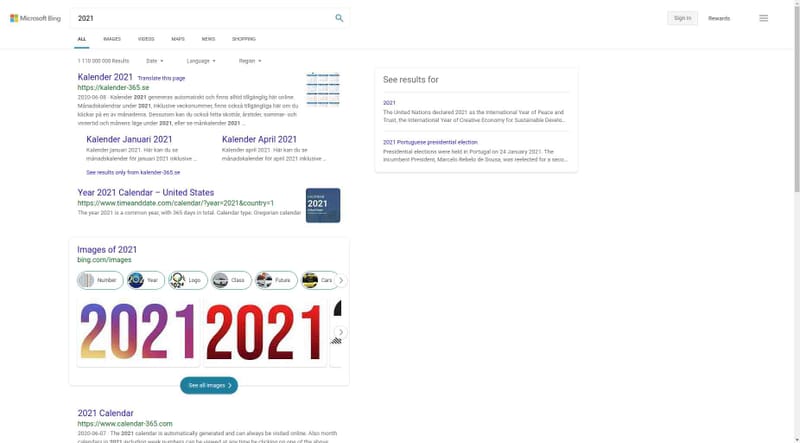 Microsoft Bing
2021
Sign in
Rewards
ALL IMAGES VIDEOS MAPS NEWS SHOPPING
1 110 000 000 Results Date Language Region
Kalender 2021 Translate this page
https://kalender-365.se
2020-06-08 · Kalender 2021 genereras automatiskt och finns alltid tillgänglig här online.
Månadskalendrar under 2021, inklusive veckonummer, finns också tillgängliga här om du
klickar på en av månaderna. Dessutom kan du också hitta skottår, årstider, sommar- och
vintertid och månens läge under 2021, eller se månkalender 2021 ...
Kalender Januari 2021
Kalender januari 2021. Här kan du se
månadskalendern för januari 2021 inklusive ...
Kalender April 2021
Kalender april 2021. Här kan du se
månadskalendern för april 2021 inklusive ...
See results only from kalender-365.se
Year 2021 Calendar – United States
https://www.timeanddate.com/calendar/?year=2021&country=1
The year 2021 is a common year, with 365 days in total. Calendar type: Gregorian calendar
2021
Images of 2021
bing.com/images
Number Year Logo Class Future Cars
2021
2021
See all images
2021 Calendar
https://www.calendar-365.com
2020-06-07 · The 2021 calendar is automatically generated and can always be visited online. Also month
calendars in 2021 including week numbers can be viewed at any time by clicking on one of the above
See results for
2021
The United Nations declared 2021 as the International Year of Peace and
Trust, the International Year of Creative Economy for Sustainable Develo...
2021 Portuguese presidential election
Presidential elections were held in Portugal on 24 January 2021. The
incumbent President, Marcelo Rebelo de Sousa, was reelected for a seco...